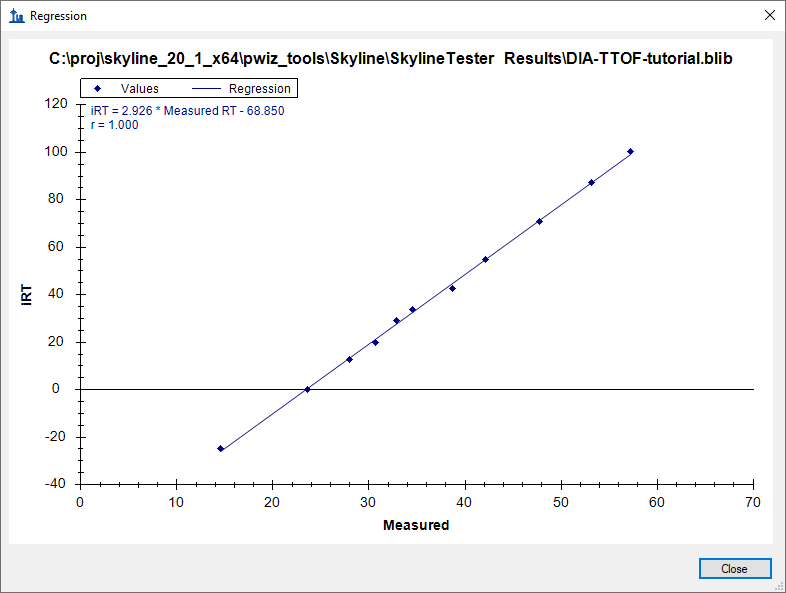 Regression
C:\proj\skyline_20_1_x64\pwiz_tools\Skyline\SkylineTester  Results\DIA-TTOF-tutorial.blib
Values
Regression
iRT = 2.926 * Measured RT - 68.850
r = 1.000
120
100
80
60
40
20
0
-20
-40
iRT
0 10 20 30 40 50 60 70
Measured
Close